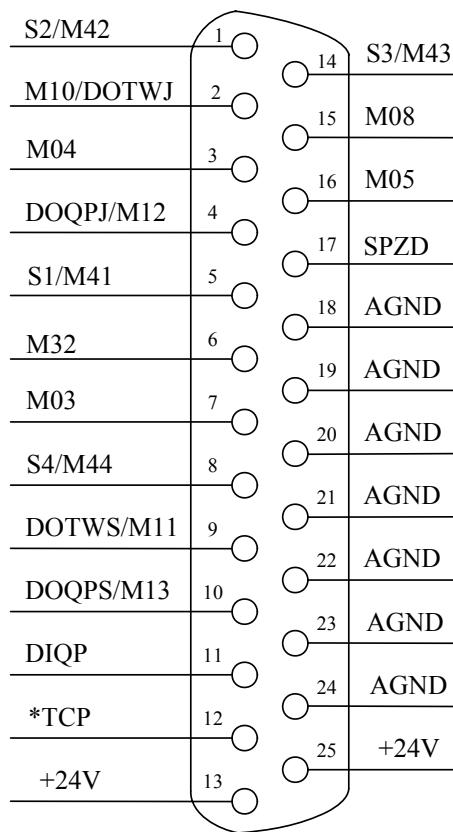 S2/M42 1
14 S3/M43
M10/DOTWJ 2
15 M08
M04 3
16 M05
DOQPJ/M12 4
17 SPZD
S1/M41 5
18 AGND
M32 6
19 AGND
M03 7
20 AGND
S4/M44 8
21 AGND
DOTWS/M11 9
22 AGND
DOQPS/M13 10
23 AGND
DIQP 11
24 AGND
*TCP 12
25 +24V
+24V 13